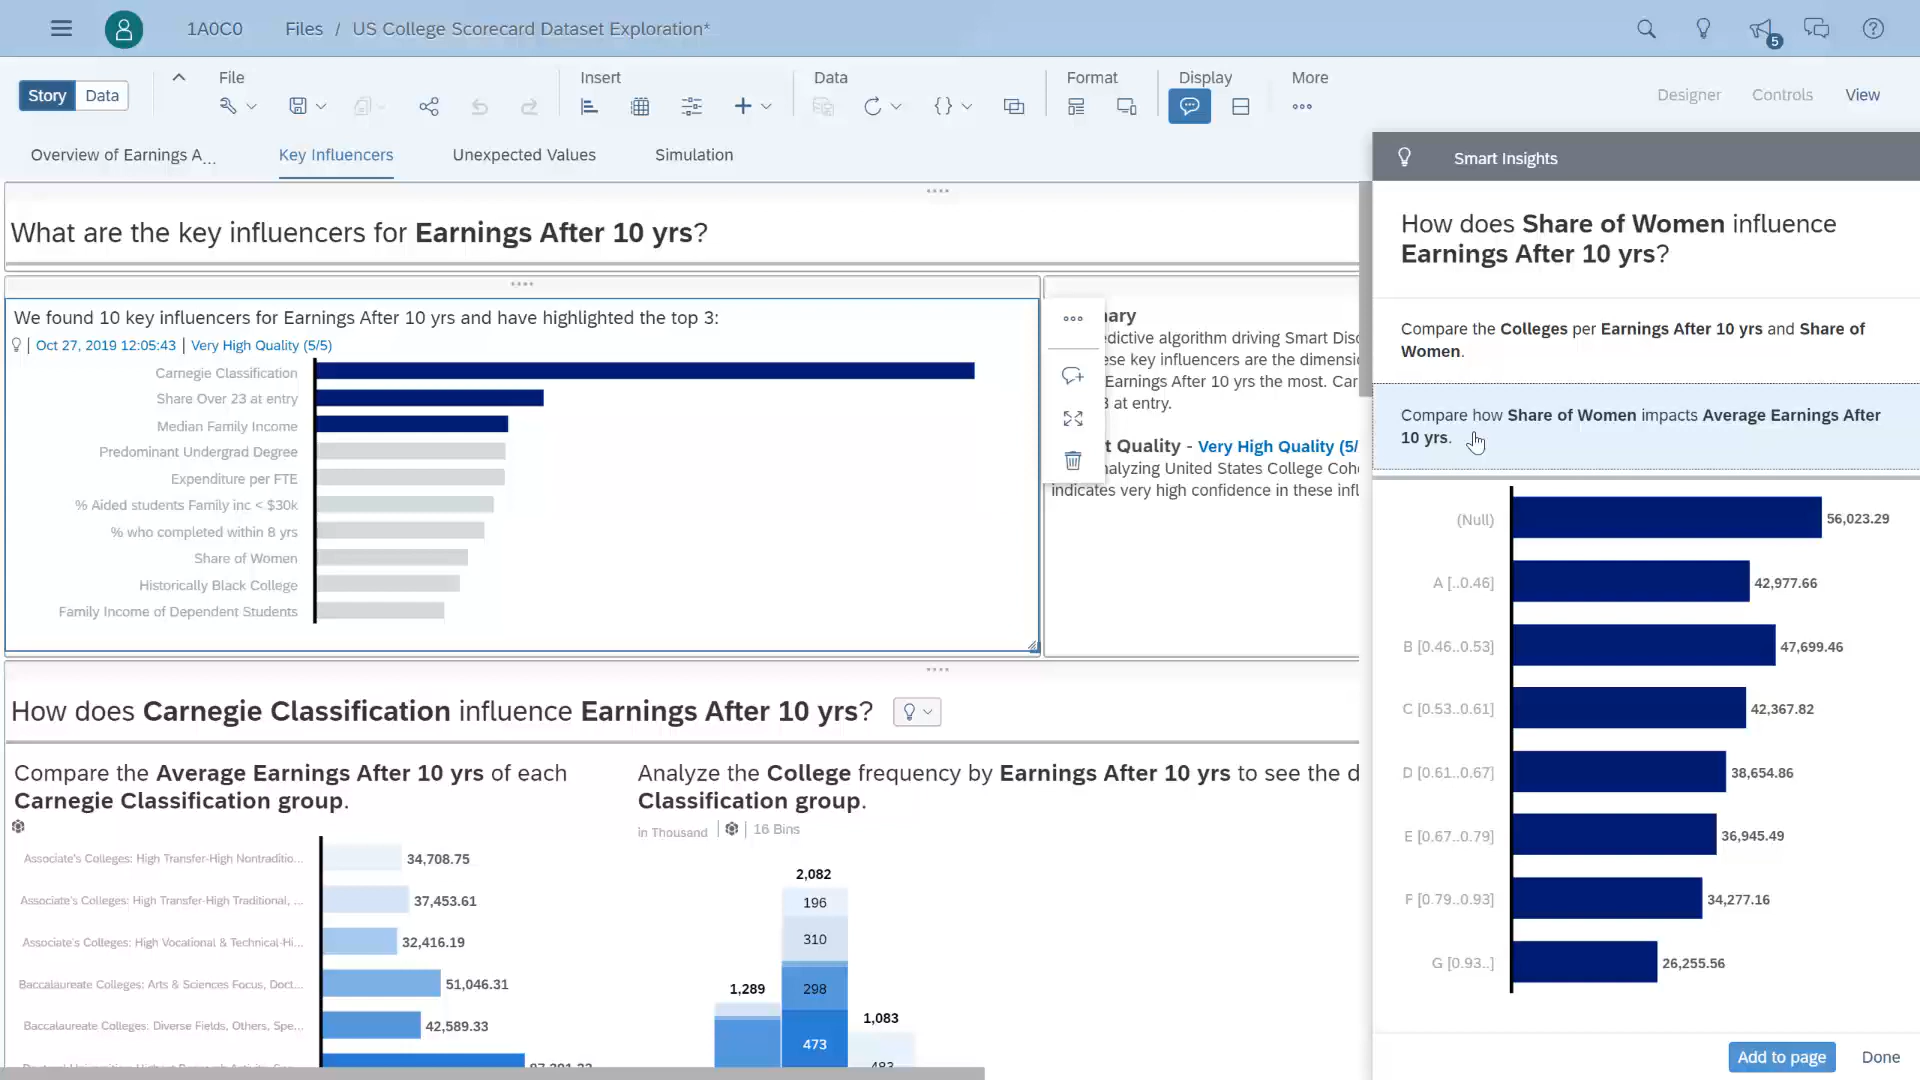 1A0C0 Files / US College Scorecard Dataset Exploration* 5
Story Data File Insert Data Format Display More Designer Controls View
Overview of Earnings A... Key Influencers Unexpected Values Simulation
What are the key influencers for Earnings After 10 yrs?
We found 10 key influencers for Earnings After 10 yrs and have highlighted the top 3:
Oct 27, 2019 12:05:43 | Very High Quality (5/5)
Carnegie Classification
Share Over 23 at entry
Median Family Income
Predominant Undergrad Degree
Expenditure per FTE
% Aided students Family inc < $30k
% who completed within 8 yrs
Share of Women
Historically Black College
Family Income of Dependent Students
Earnings After 10 yrs the most. Car
at entry.
Quality - Very High Quality (5/
United States College Coh
indicates very high confidence in these infl
How does Carnegie Classification influence Earnings After 10 yrs?
Compare the Average Earnings After 10 yrs of each
Carnegie Classification group.
Associate's Colleges: High Transfer-High Nontraditio... 34,708.75
Associate's Colleges: High Transfer-High Traditional, ... 37,453.61
Associate's Colleges: High Vocational & Technical-Hi... 32,416.19
Baccalaureate Colleges: Arts & Sciences Focus, Doct... 51,046.31
Baccalaureate Colleges: Diverse Fields, Others, Spe... 42,589.33
Analyze the College frequency by Earnings After 10 yrs to see the d
Classification group.
in Thousand | 16 Bins
2,082
196
310
1,289 298
1,083
473
Smart Insights
How does Share of Women influence
Earnings After 10 yrs?
Compare the Colleges per Earnings After 10 yrs and Share of
Women.
Compare how Share of Women impacts Average Earnings After
10 yrs.
(Null) 56,023.29
A [..0.46] 42,977.66
B [0.46..0.53] 47,699.46
C [0.53..0.61] 42,367.82
D [0.61..0.67] 38,654.86
E [0.67..0.79] 36,945.49
F [0.79..0.93] 34,277.16
G [0.93..] 26,255.56
Add to page Done